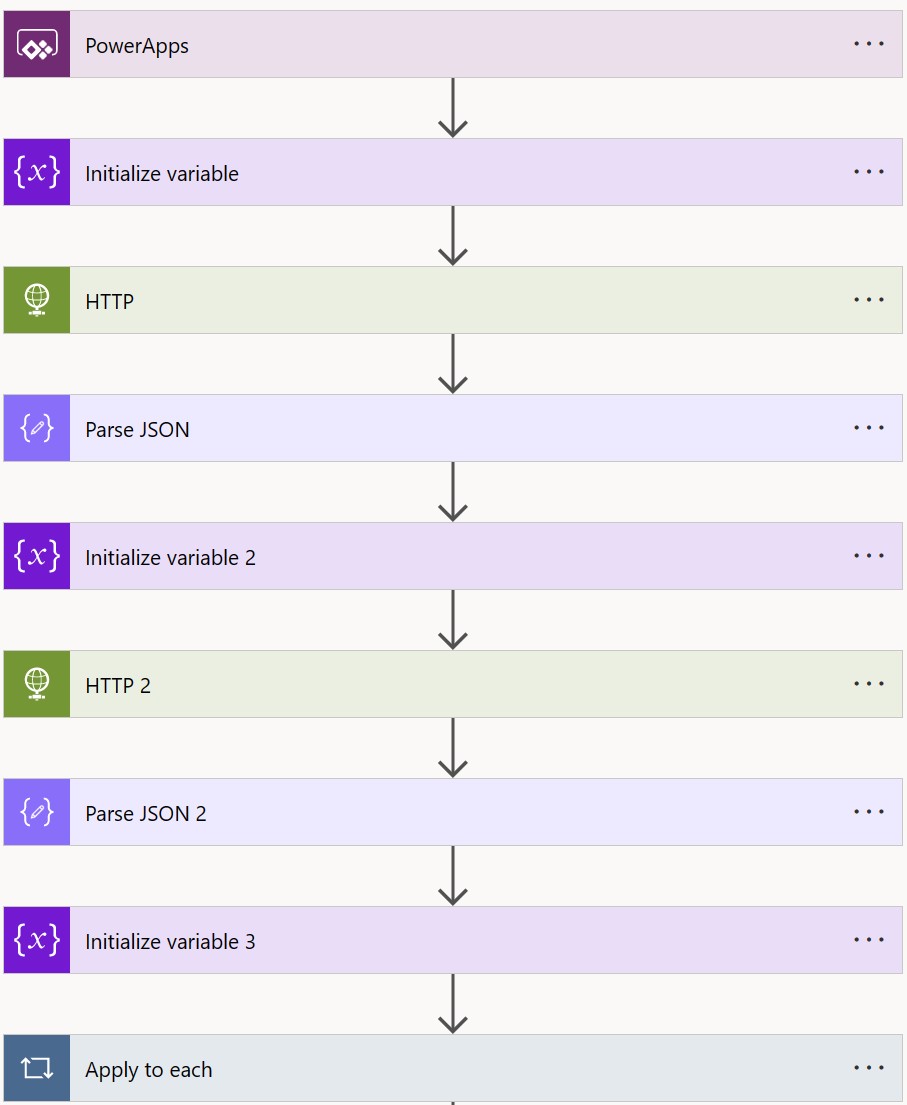 PowerApps
Initialize variable
HTTP
Parse JSON
Initialize variable 2
HTTP 2
Parse JSON 2
Initialize variable 3
Apply to each